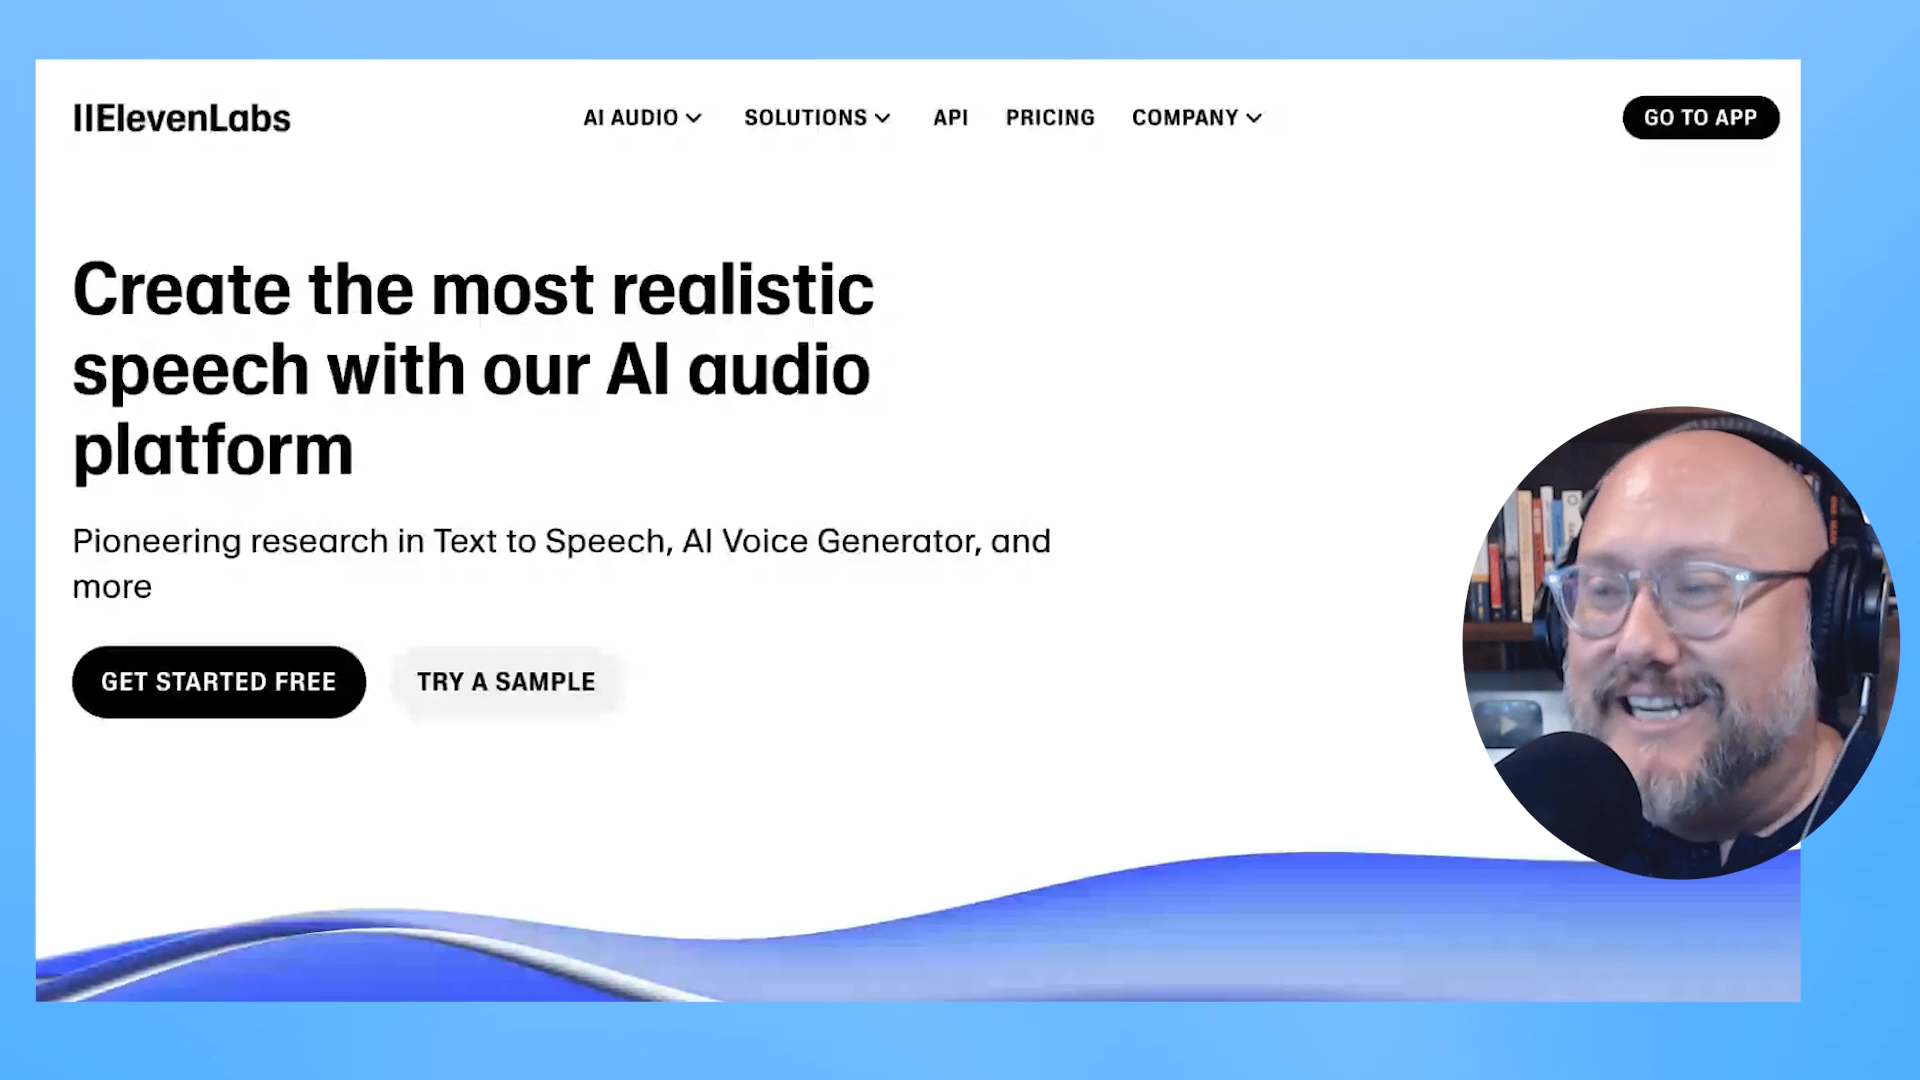 IIElevenLabs
AI AUDIO
SOLUTIONS
API
PRICING
COMPANY
GO TO APP
Create the most realistic
speech with our AI audio
platform
Pioneering research in Text to Speech, AI Voice Generator, and
more
GET STARTED FREE
TRY A SAMPLE